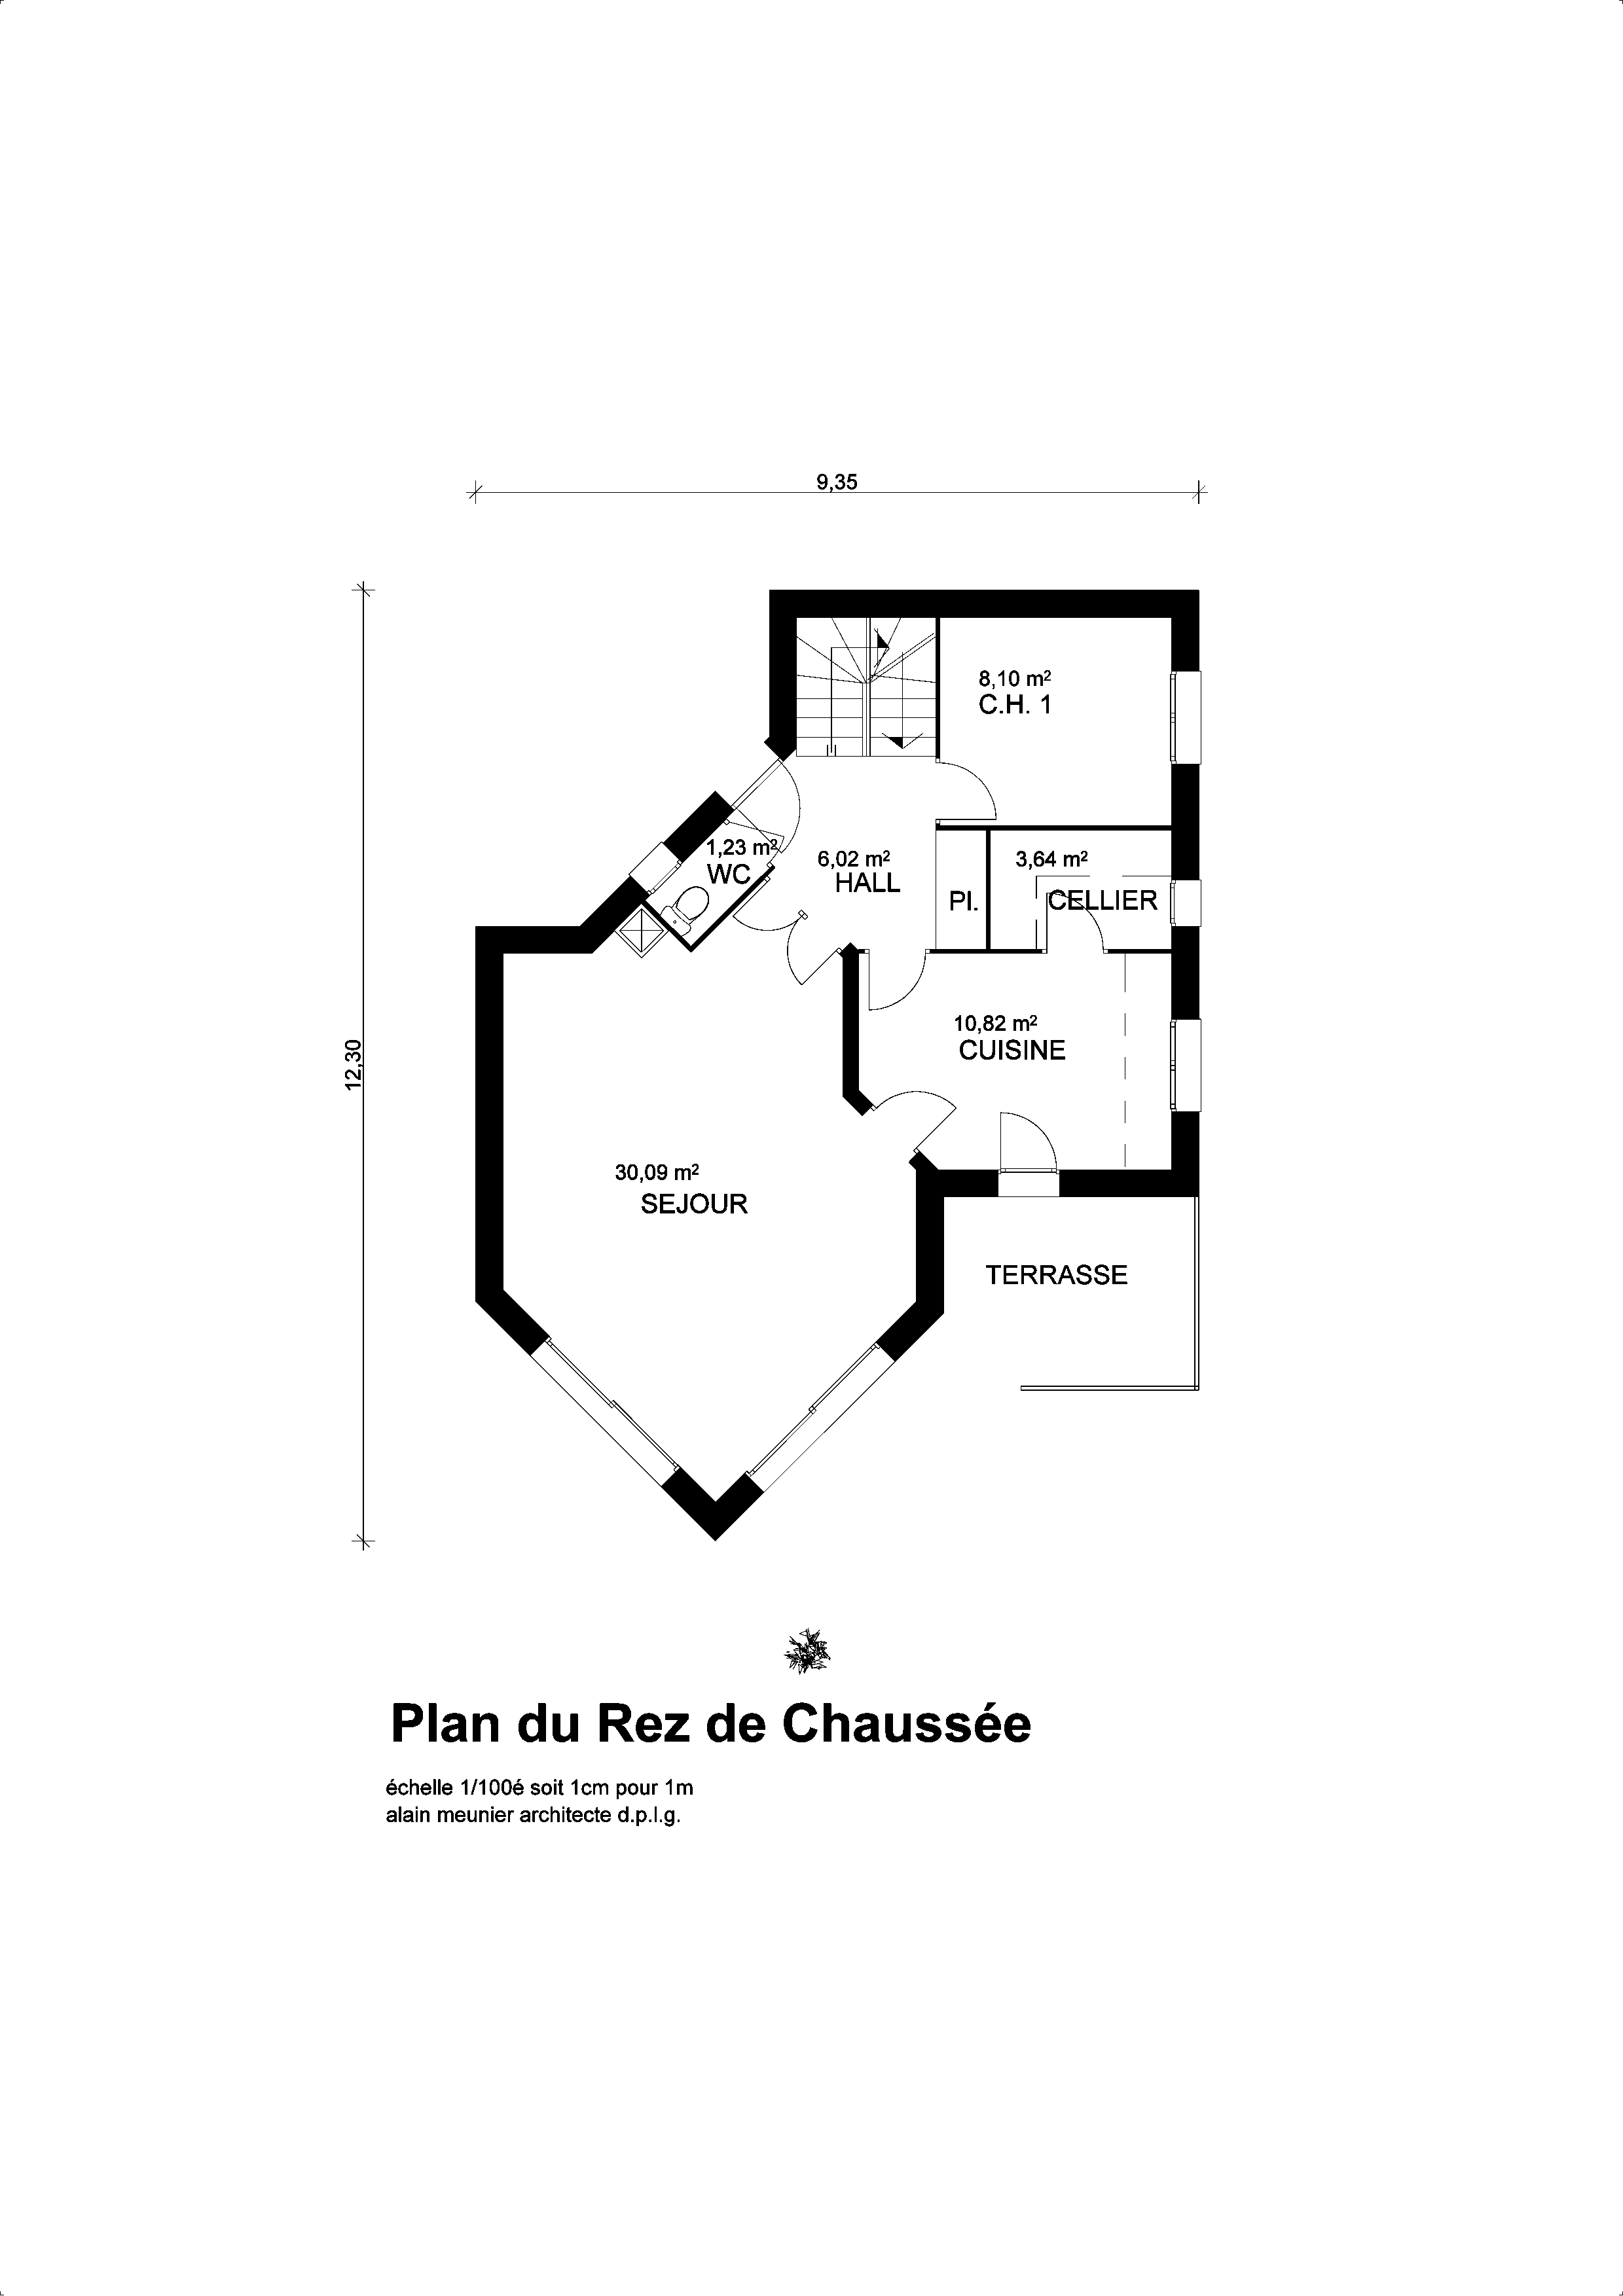 9,35
8,10 m²
C.H. 1
1,23 m²
WC
6,02 m²
HALL
Pl.
3,64 m²
CELLIER
12,30
10,82 m²
CUISINE
30,09 m²
SEJOUR
TERRASSE
Plan du Rez de Chaussée
échelle 1/100é soit 1cm pour 1m
alain meunier architecte d.p.l.g.